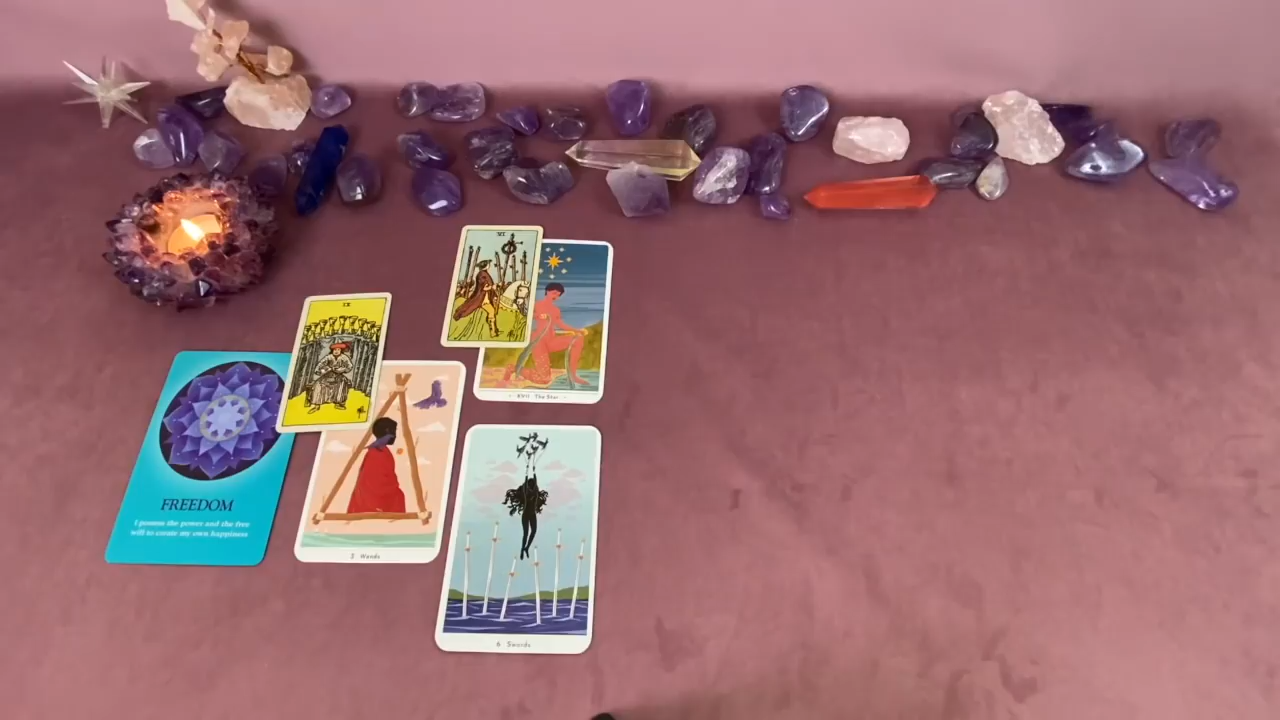 VI
XVII The Star
IX
FREEDOM
I possess the power and the free
will to create my own happiness
3 Wands
6 Swords